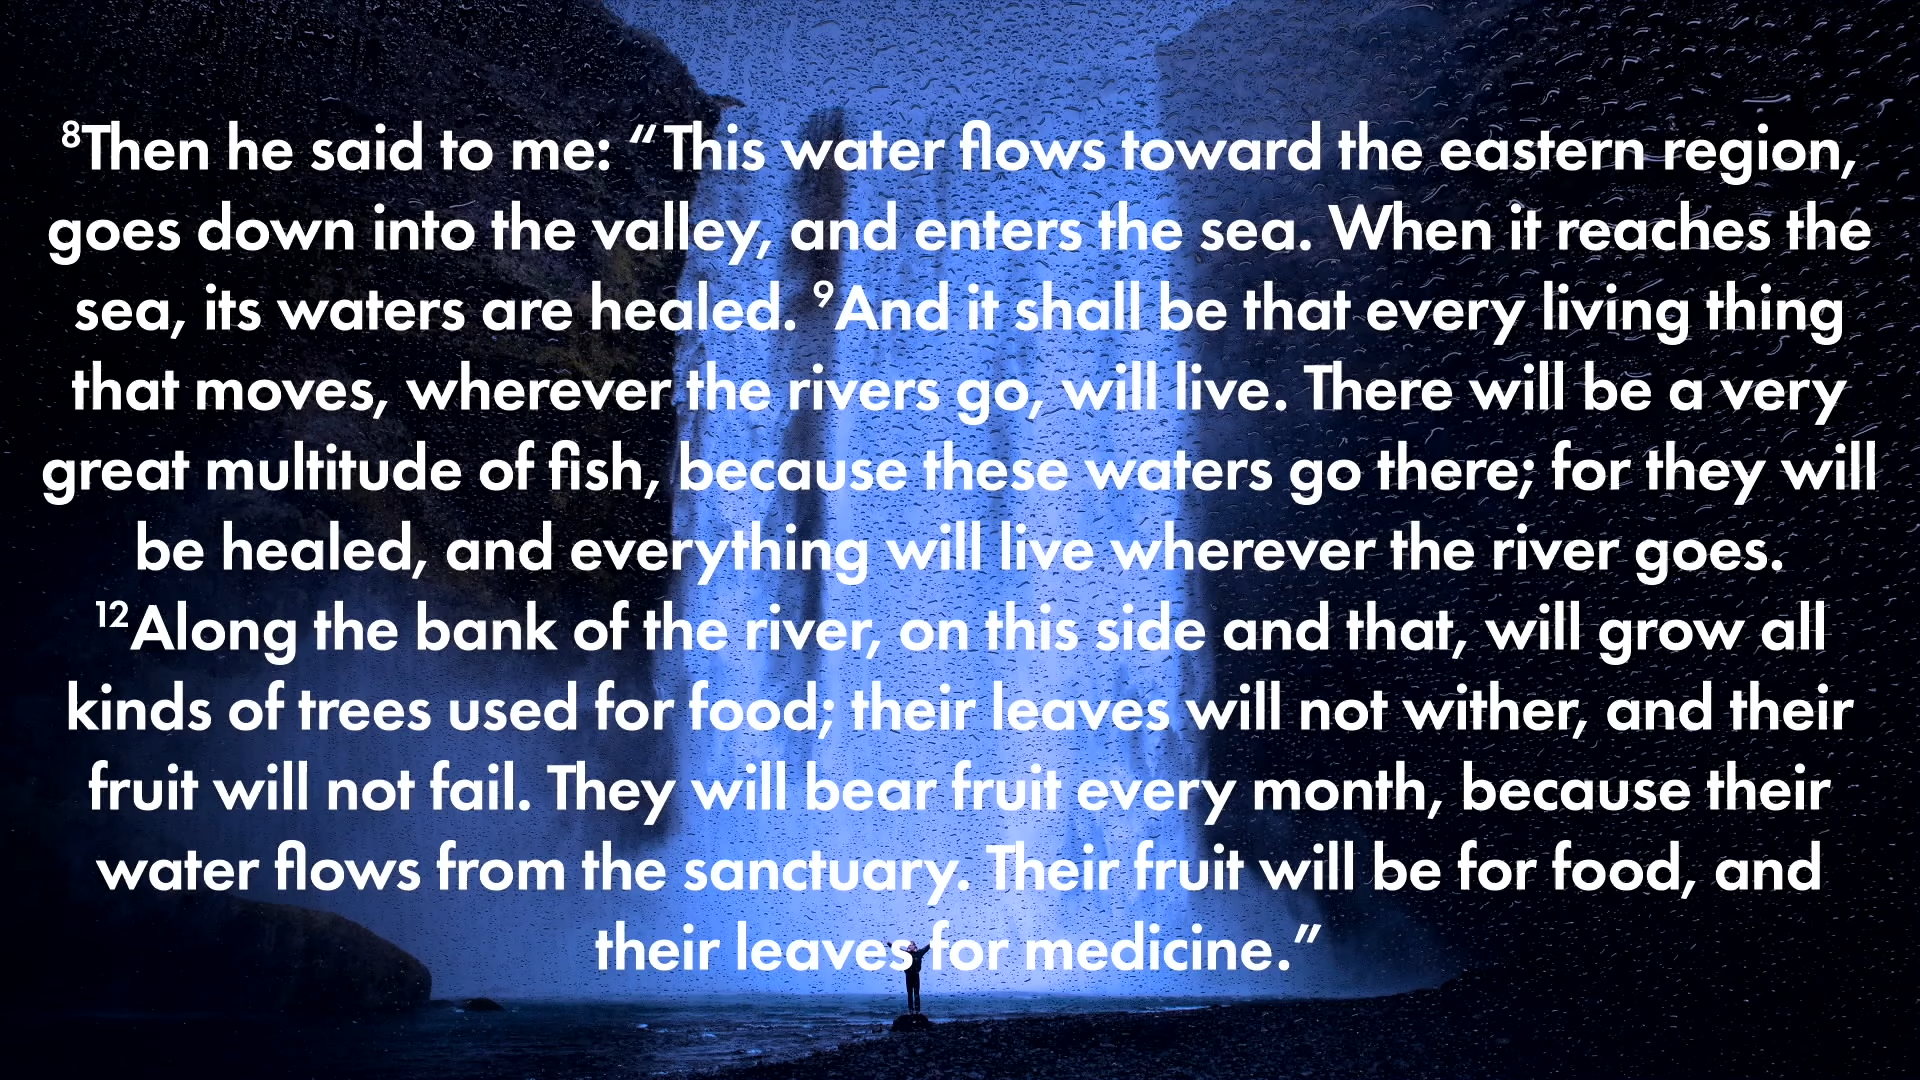 ⁸Then he said to me: “This water flows toward the eastern region,
goes down into the valley, and enters the sea. When it reaches the
sea, its waters are healed. ⁹And it shall be that every living thing
that moves, wherever the rivers go, will live. There will be a very
great multitude of fish, because these waters go there; for they will
be healed, and everything will live wherever the river goes.
¹²Along the bank of the river, on this side and that, will grow all
kinds of trees used for food; their leaves will not wither, and their
fruit will not fail. They will bear fruit every month, because their
water flows from the sanctuary. Their fruit will be for food, and
their leaves for medicine.”